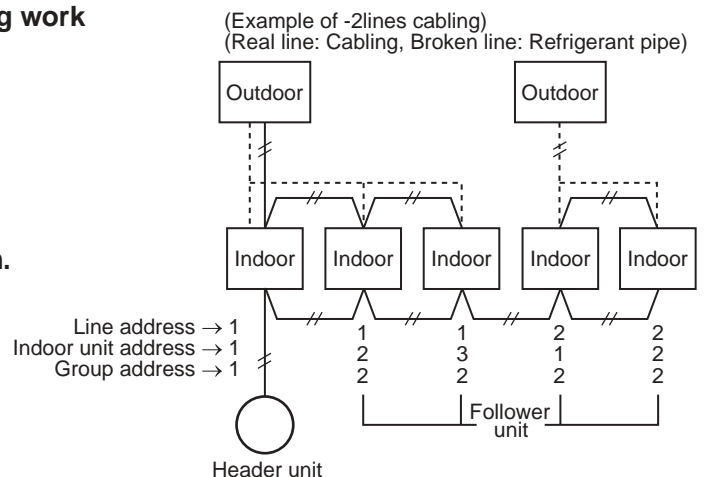 g work
(Example of -2lines cabling)
(Real line: Cabling, Broken line: Refrigerant pipe)
Outdoor Outdoor
n.
Indoor Indoor Indoor Indoor Indoor
Line address → 1 1 1 2 2
Indoor unit address → 1 2 3 1 2
Group address → 1 2 2 2 2
Follower
unit
Header unit